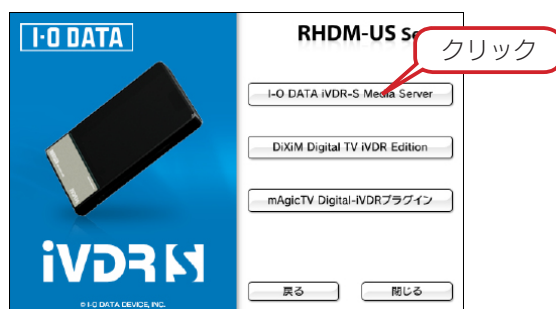 I-O DATA
RHDM-US Se
クリック
I-O DATA iVDR-S Media Server
DiXiM Digital TV iVDR Edition
mAgicTV Digital-iVDRプラグイン
iVDR S
戻る
閉じる
© I-O DATA DEVICE, INC.